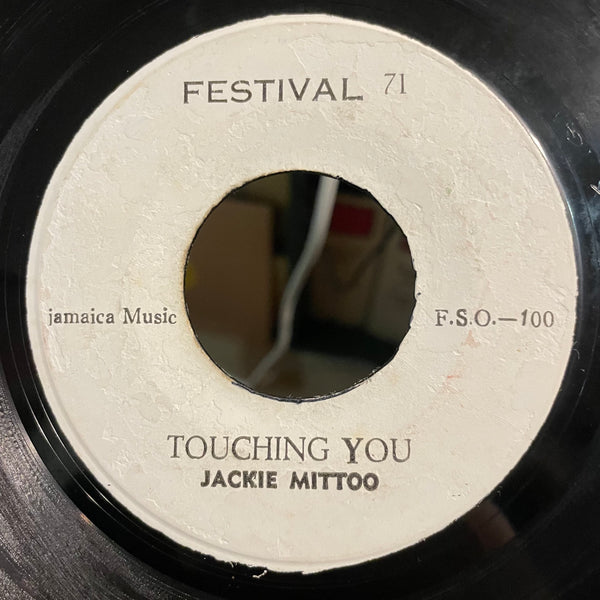 FESTIVAL 71
jamaica Music F.S.O.—100
TOUCHING YOU
JACKIE MITTOO